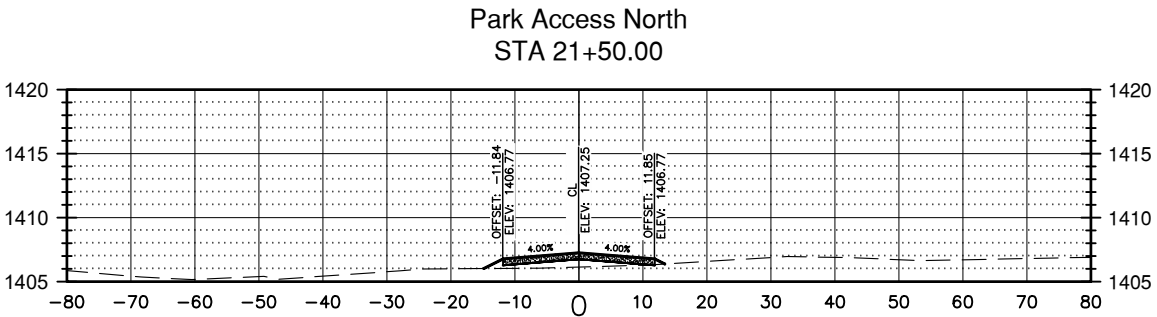 Park Access North
STA 21+50.00
1420 1420
1415 1415
1410 1410
1405 1405
OFFSET: -11.84
ELEV: 1406.77
CL
ELEV: 1407.25
OFFSET: 11.85
ELEV: 1406.77
4.00% 4.00%
-80 -70 -60 -50 -40 -30 -20 -10 0 10 20 30 40 50 60 70 80